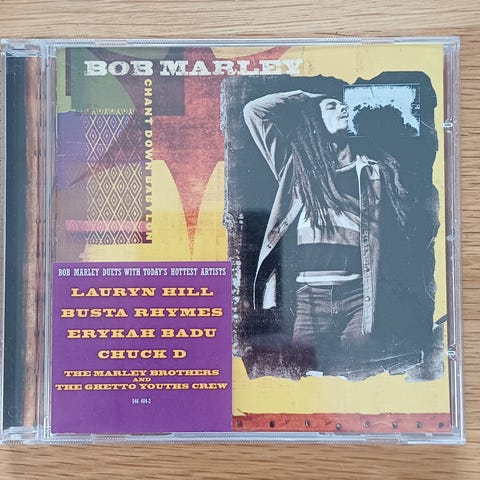 BOB MARLEY
CHANT DOWN BABYLON
BOB MARLEY DUETS WITH TODAY'S HOTTEST ARTISTS
LAURYN HILL
BUSTA RHYMES
ERYKAH BADU
CHUCK D
THE MARLEY BROTHERS
AND
THE GHETTO YOUTHS CREW
546 404-2